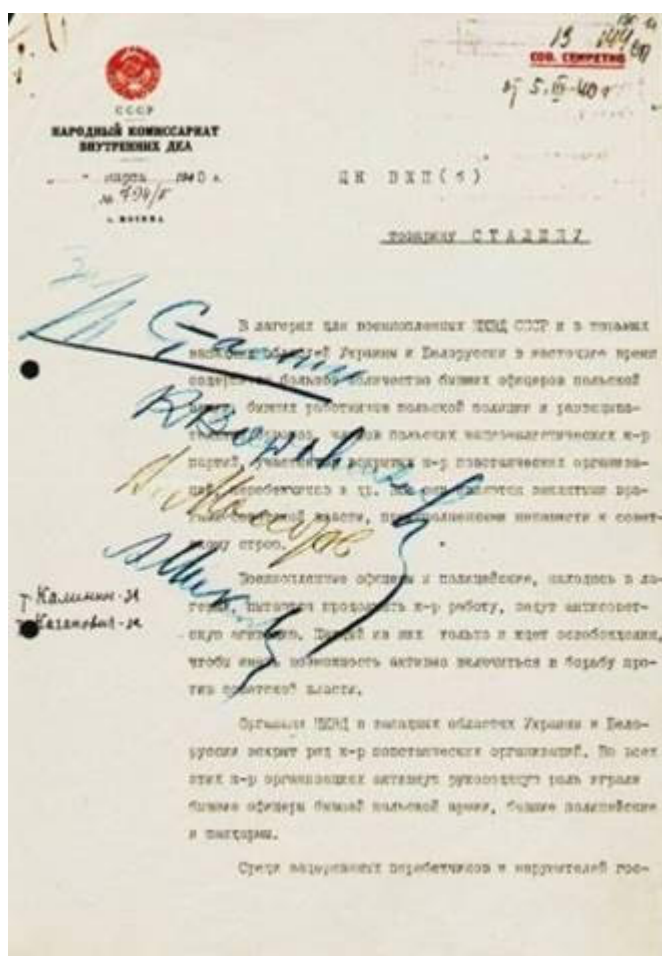 СОВ. СЕКРЕТНО
от 5.III-40 г
СССР
НАРОДНЫЙ КОМИССАРИАТ
ВНУТРЕННИХ ДЕЛ
марта 1940 г.
№ 794/Б
г. МОСКВА
ЦК ВКП(б)
товарищу СТАЛИНУ
И. Сталин
К. Ворошилов
В. Молотов
А. Микоян
т. Калинин - за
т. Каганович - за
В лагерях для военнопленных НКВД СССР и в тюрьмах
западных областей Украины и Белоруссии в настоящее время
содержится большое количество бывших офицеров польской
армии, бывших работников польской полиции и разведыва-
членов польских националистических к-р
партий, участников вскрытых к-р повстанческих организа-
ций, перебежчиков и др. Все они являются заклятыми вра-
гами советской власти, преисполненными ненависти к совет-
скому строю.
Военнопленные офицеры и полицейские, находясь в ла-
герях, пытаются продолжать к-р работу, ведут антисовет-
скую агитацию. Каждый из них только и ждет освобождения,
чтобы иметь возможность активно включиться в борьбу про-
тив советской власти.
Органами НКВД в западных областях Украины и Бело-
руссии вскрыт ряд к-р повстанческих организаций. Во всех
этих к-р организациях активную руководящую роль играли
бывшие офицеры бывшей польской армии, бывшие полицейские
и жандармы.
Среди задержанных перебежчиков и нарушителей гос-